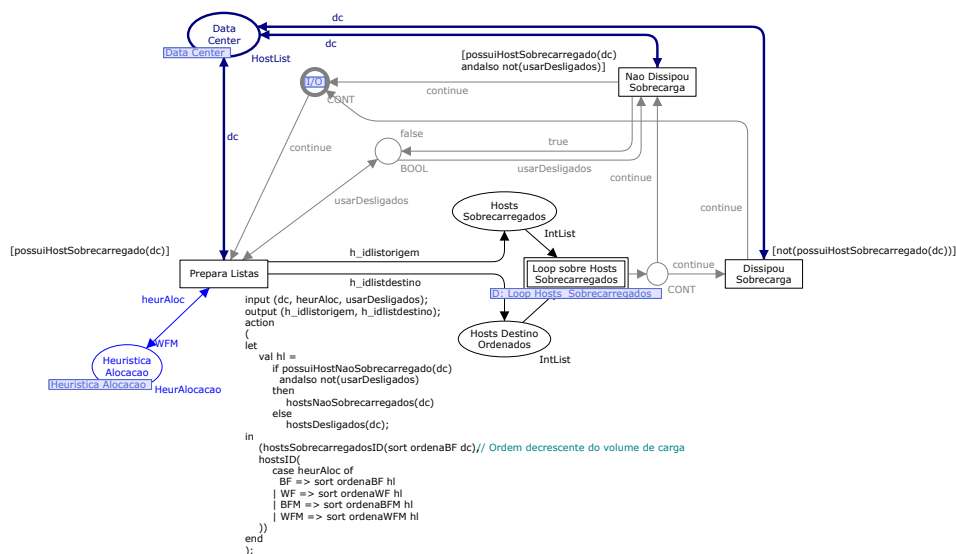 dc
Data
Center
dc
Data Center
HostList
[possuiHostSobrecarregado(dc)
andalso not(usarDesligados)]
Nao Dissipou
Sobrecarga
I/O
continue
CONT
false
true
dc
continue
BOOL
usarDesligados
continue
usarDesligados
continue
Hosts
Sobrecarregados
IntList
[possuiHostSobrecarregado(dc)]
h_idlistorigem
[not(possuiHostSobrecarregado(dc))]
Prepara Listas
Loop sobre Hosts
Sobrecarregados
continue
Dissipou
Sobrecarga
h_idlistdestino
D: Loop Hosts Sobrecarregados
CONT
heurAloc
input (dc, heurAloc, usarDesligados);
output (h_idlistorigem, h_idlistdestino);
action
(
let
val hl =
if possuiHostNaoSobrecarregado(dc)
andalso not(usarDesligados)
then
hostsNaoSobrecarregados(dc)
else
hostsDesligados(dc);
in
(hostsSobrecarregadosID(sort ordenaBF dc),// Ordem decrescente do volume de carga
hostsID(
case heurAloc of
BF => sort ordenaBF hl
| WF => sort ordenaWF hl
| BFM => sort ordenaBFM hl
| WFM => sort ordenaWFM hl
))
end
);
Hosts Destino
Ordenados
IntList
WFM
Heuristica
Alocacao
Heuristica Alocacao
HeurAlocacao